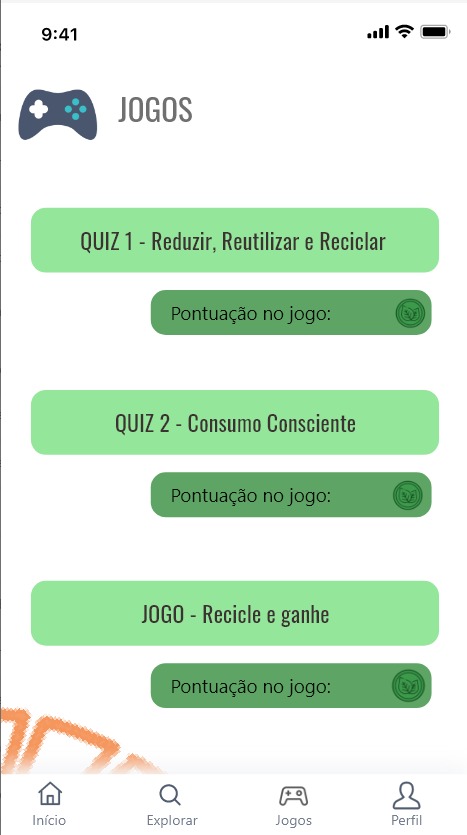 9:41
JOGOS
QUIZ 1 - Reduzir, Reutilizar e Reciclar
Pontuação no jogo:
QUIZ 2 - Consumo Consciente
Pontuação no jogo:
JOGO - Recicle e ganhe
Pontuação no jogo:
Início Explorar Jogos Perfil